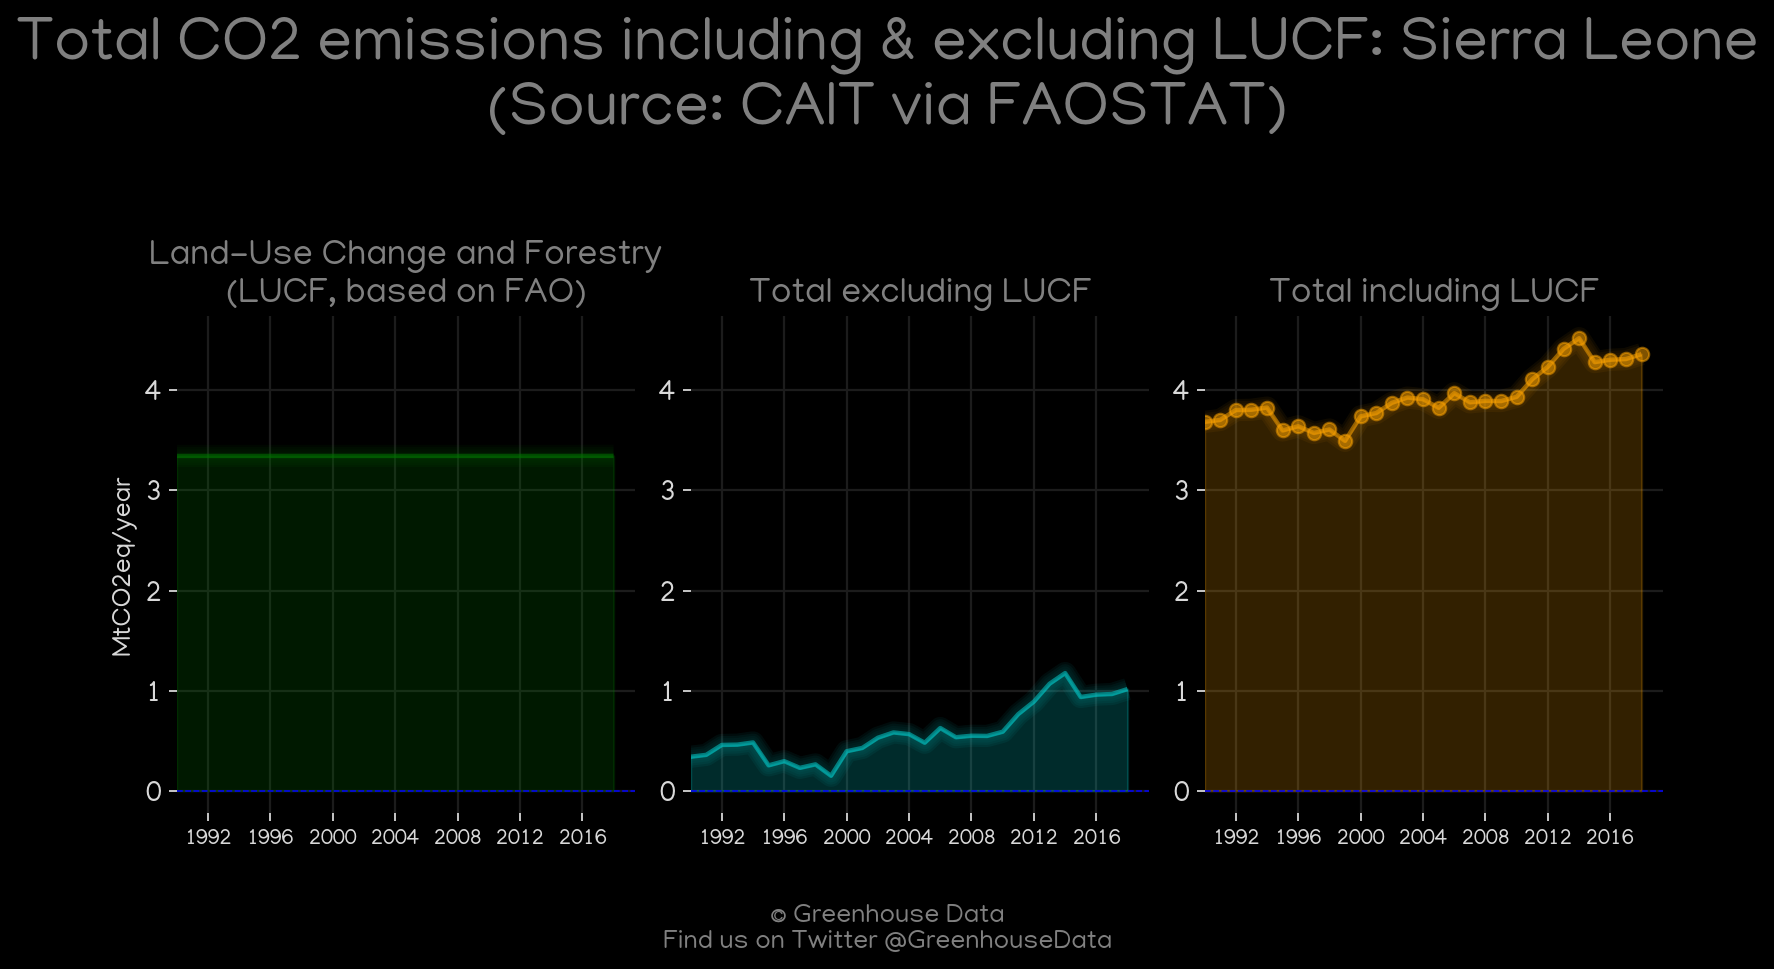 Total CO2 emissions including & excluding LUCF: Sierra Leone
(Source: CAIT via FAOSTAT)
Land-Use Change and Forestry
(LUCF, based on FAO)
MtCO2eq/year
4
3
2
1
0
1992 1996 2000 2004 2008 2012 2016
Total excluding LUCF
4
3
2
1
0
1992 1996 2000 2004 2008 2012 2016
Total including LUCF
4
3
2
1
0
1992 1996 2000 2004 2008 2012 2016
© Greenhouse Data
Find us on Twitter @GreenhouseData